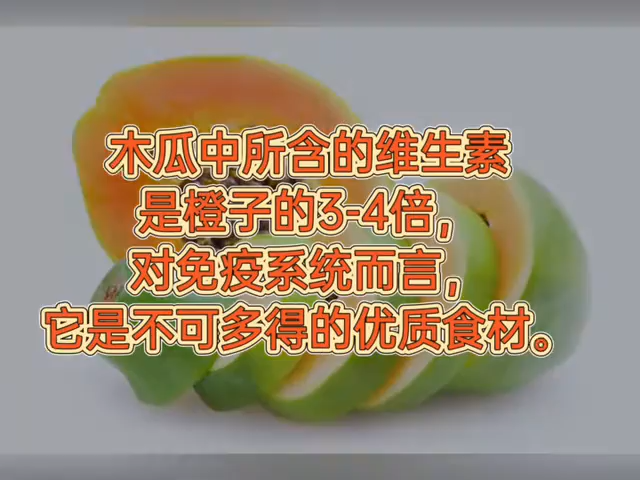 木瓜中所含的维生素
是橙子的3-4倍，
对免疫系统而言，
它是不可多得的优质食材。